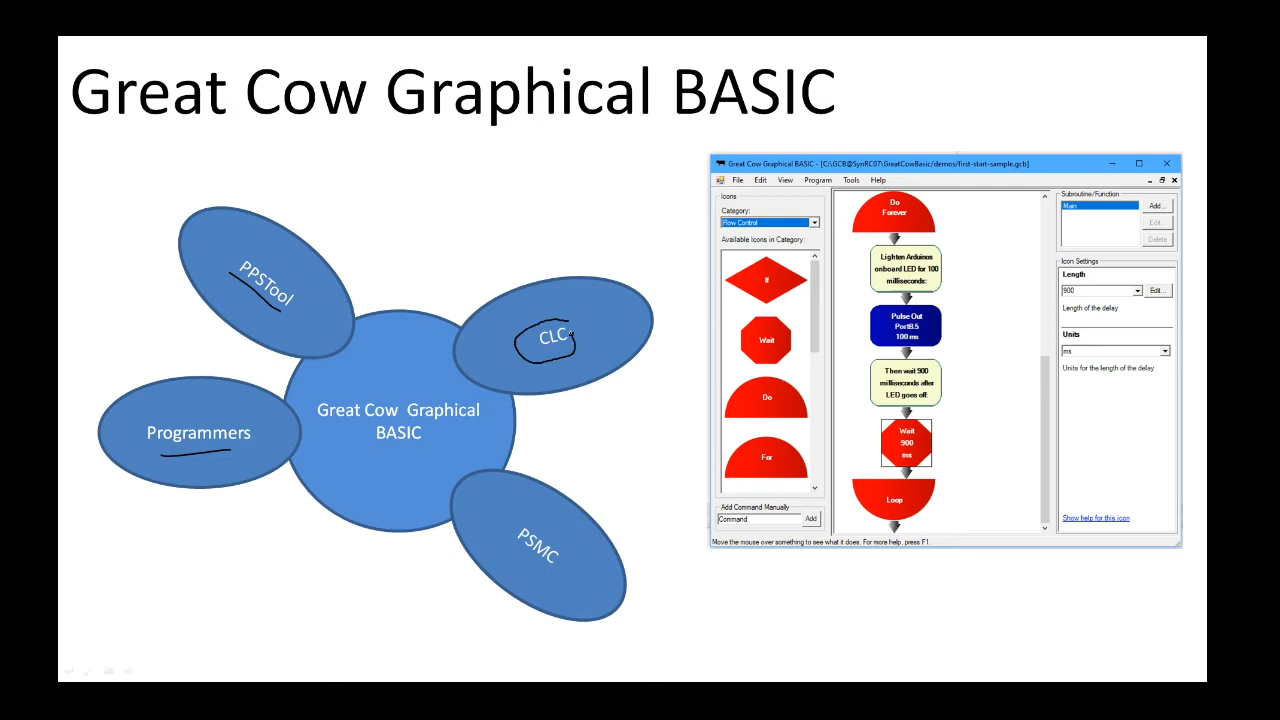 Great Cow Graphical BASIC
PPSTool
CLC
Programmers
Great Cow Graphical
BASIC
PSMC
Great Cow Graphical BASIC - [C:\GCB@SynRC07\GreatCowBasic/demos/first-start-sample.gcb]
File Edit View Program Tools Help
Icons
Category:
Flow Control
Available Icons in Category:
If
Wait
Do
For
Add Command Manually
Command Add
Do
Forever
Lighten Arduinos
onboard LED for 100
milliseconds:
Pulse Out
PortB.5
100 ms
Then wait 900
milliseconds after
LED goes off:
Wait
900
ms
Loop
Subroutine/Function
Main
Add...
Edit...
Delete
Icon Settings
Length
900 Edit...
Length of the delay
Units
ms
Units for the length of the delay
Show help for this icon
Move the mouse over something to see what it does. For more help, press F1.